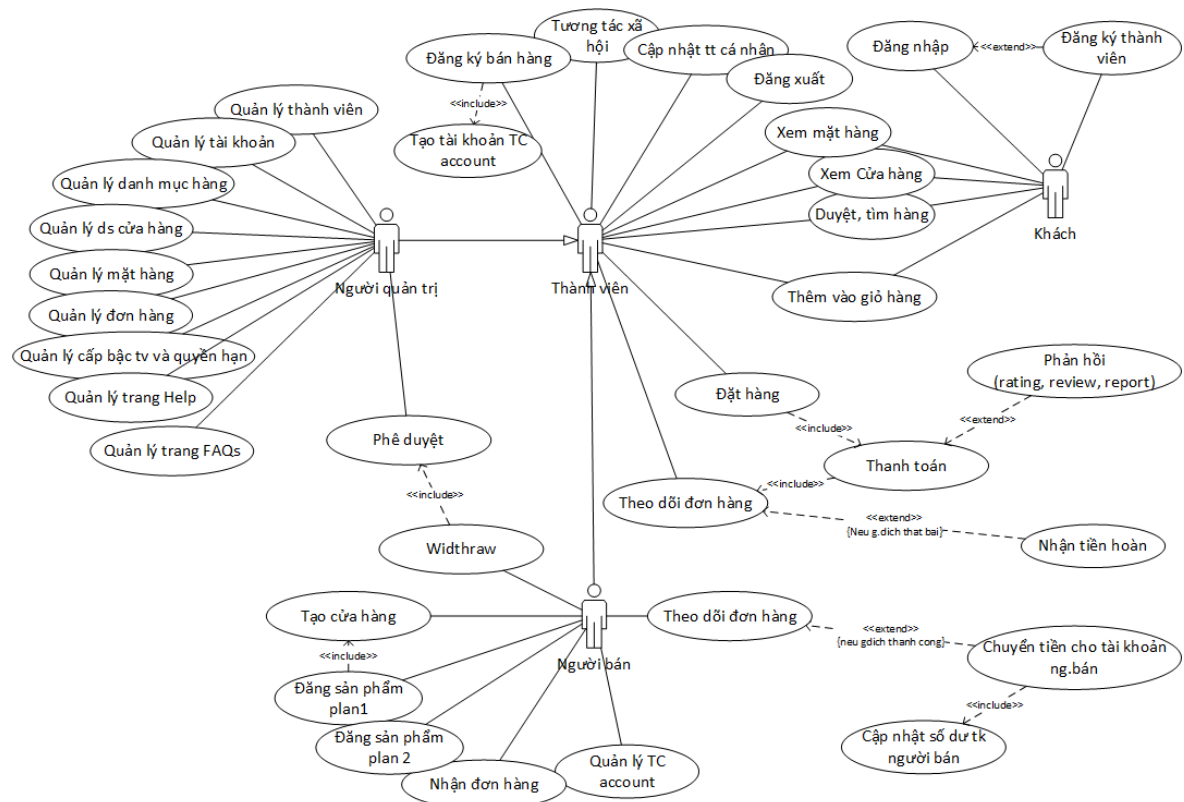 Tương tác xã
hội
Cập nhật tt cá nhân
Đăng ký bán hàng
Đăng xuất
<<include>>
Tạo tài khoản TC
account
Đăng nhập
<<extend>>
Đăng ký thành
viên
Quản lý thành viên
Quản lý tài khoản
Quản lý danh mục hàng
Quản lý ds cửa hàng
Quản lý mặt hàng
Quản lý đơn hàng
Quản lý cấp bậc tv và quyền hạn
Quản lý trang Help
Quản lý trang FAQs
Xem mặt hàng
Xem Cửa hàng
Duyệt, tìm hàng
Thêm vào giỏ hàng
Khách
Người quản trị
Thành viên
Phê duyệt
<<include>>
Widthraw
Đặt hàng
<<include>>
Thanh toán
Phản hồi
(rating, review, report)
<<extend>>
<<include>>
Theo dõi đơn hàng
<<extend>>
{Neu g.dich that bai}
Nhận tiền hoàn
Tạo cửa hàng
<<include>>
Đăng sản phẩm
plan1
Đăng sản phẩm
plan 2
Nhận đơn hàng
Quản lý TC
account
Người bán
Theo dõi đơn hàng
<<extend>>
{neu gdich thanh cong}
Chuyển tiền cho tài khoản
ng.bán
<<include>>
Cập nhật số dư tk
người bán